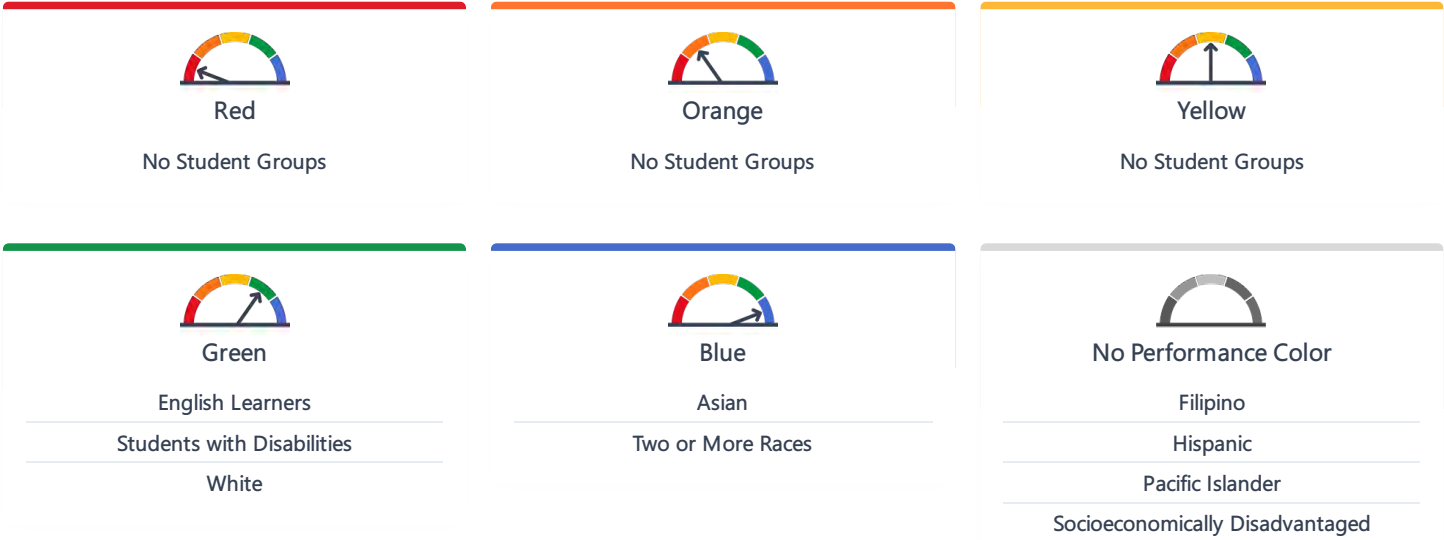 Red
No Student Groups
Orange
No Student Groups
Yellow
No Student Groups
Green
English Learners
Students with Disabilities
White
Blue
Asian
Two or More Races
No Performance Color
Filipino
Hispanic
Pacific Islander
Socioeconomically Disadvantaged